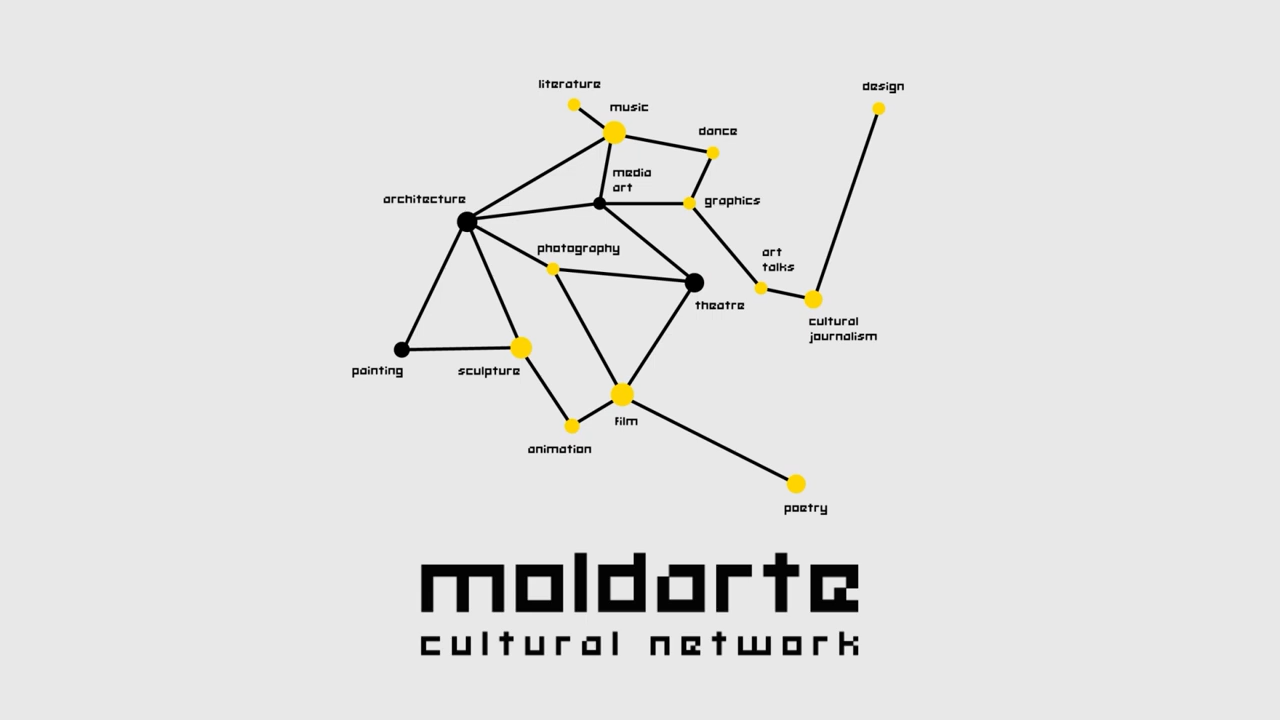 literature
design
music
dance
media
art
architecture
graphics
photography
art
talks
theatre
cultural
journalism
painting
sculpture
film
animation
poetry
moldarte
cultural network